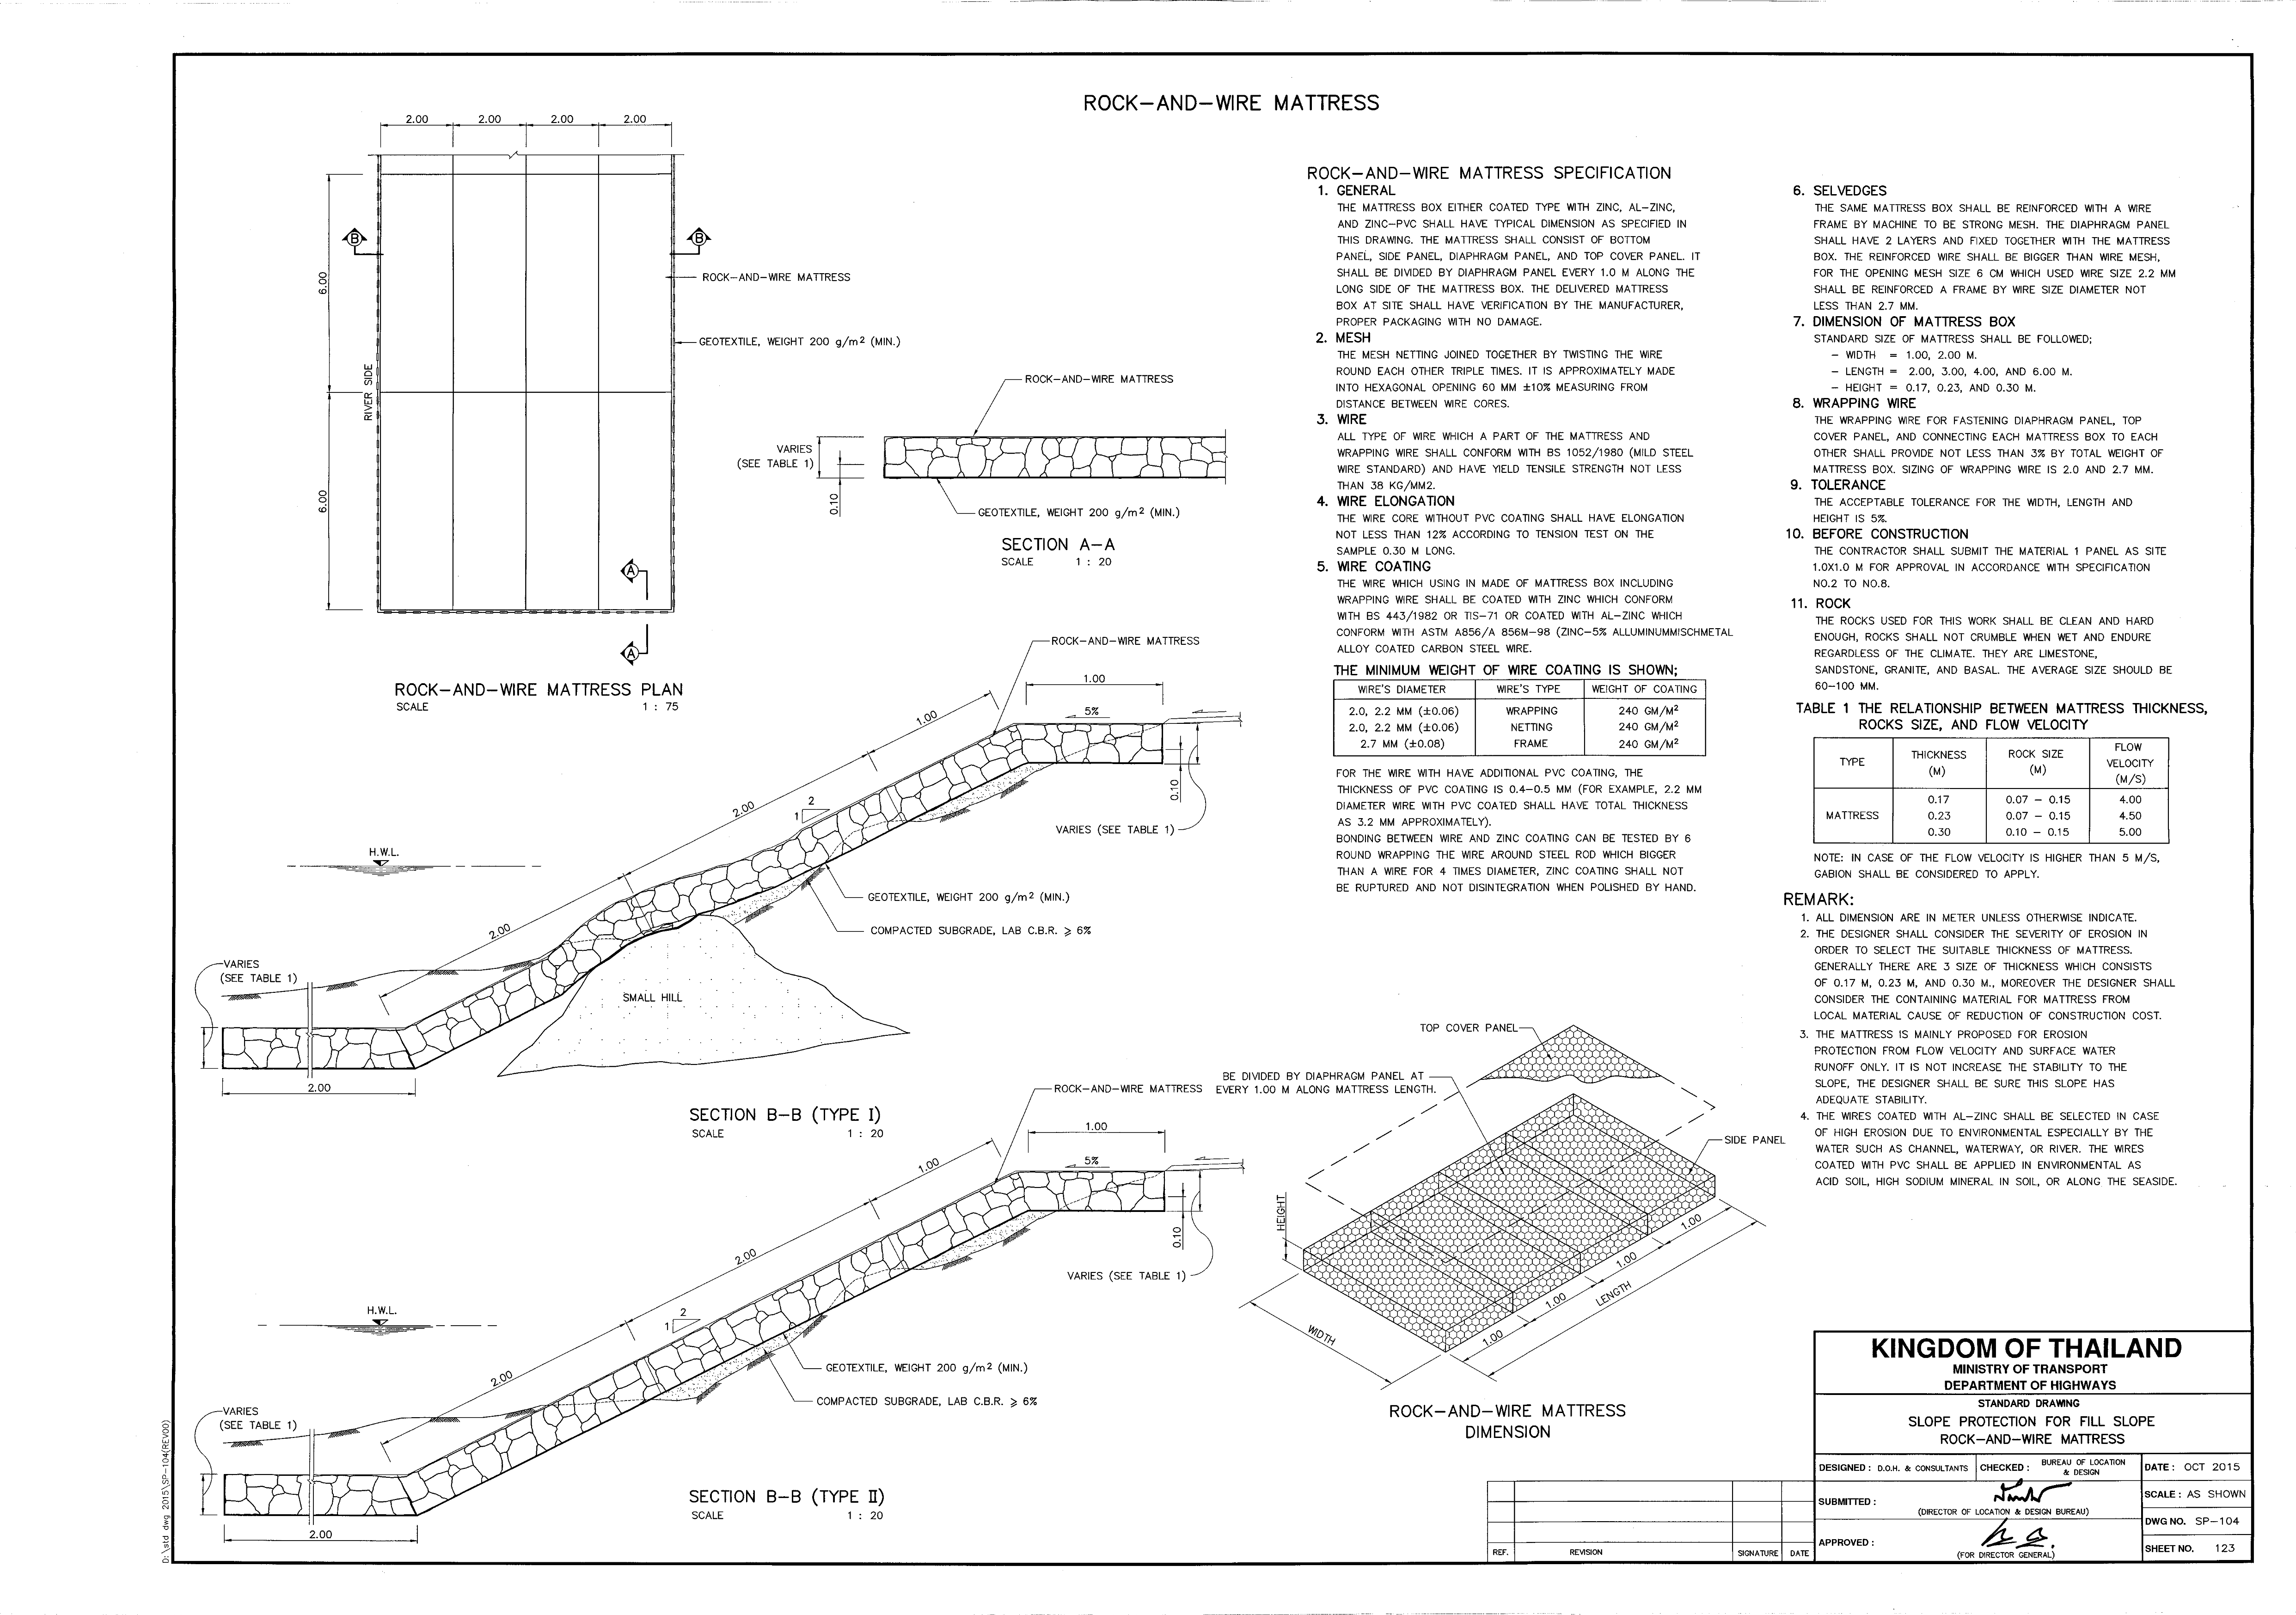 ROCK-AND-WIRE MATTRESS
2.00
2.00
2.00
2.00
B
B
6.00
6.00
RIVER SIDE
ROCK-AND-WIRE MATTRESS
GEOTEXTILE, WEIGHT 200 g/m² (MIN.)
A
A
ROCK-AND-WIRE MATTRESS PLAN
SCALE 1 : 75
ROCK-AND-WIRE MATTRESS
VARIES
(SEE TABLE 1)
0.10
GEOTEXTILE, WEIGHT 200 g/m² (MIN.)
SECTION A-A
SCALE 1 : 20
ROCK-AND-WIRE MATTRESS
1.00
5%
1.00
2.00
2
1
0.10
VARIES (SEE TABLE 1)
H.W.L.
GEOTEXTILE, WEIGHT 200 g/m² (MIN.)
COMPACTED SUBGRADE, LAB C.B.R. ⩾ 6%
2.00
VARIES
(SEE TABLE 1)
SMALL HILL
2.00
SECTION B-B (TYPE I)
SCALE 1 : 20
ROCK-AND-WIRE MATTRESS
1.00
5%
1.00
2.00
2
1
0.10
VARIES (SEE TABLE 1)
H.W.L.
GEOTEXTILE, WEIGHT 200 g/m² (MIN.)
COMPACTED SUBGRADE, LAB C.B.R. ⩾ 6%
2.00
VARIES
(SEE TABLE 1)
2.00
SECTION B-B (TYPE II)
SCALE 1 : 20
ROCK-AND-WIRE MATTRESS SPECIFICATION
1. GENERAL
THE MATTRESS BOX EITHER COATED TYPE WITH ZINC, AL-ZINC,
AND ZINC-PVC SHALL HAVE TYPICAL DIMENSION AS SPECIFIED IN
THIS DRAWING. THE MATTRESS SHALL CONSIST OF BOTTOM
PANEL, SIDE PANEL, DIAPHRAGM PANEL, AND TOP COVER PANEL. IT
SHALL BE DIVIDED BY DIAPHRAGM PANEL EVERY 1.0 M ALONG THE
LONG SIDE OF THE MATTRESS BOX. THE DELIVERED MATTRESS
BOX AT SITE SHALL HAVE VERIFICATION BY THE MANUFACTURER,
PROPER PACKAGING WITH NO DAMAGE.
2. MESH
THE MESH NETTING JOINED TOGETHER BY TWISTING THE WIRE
ROUND EACH OTHER TRIPLE TIMES. IT IS APPROXIMATELY MADE
INTO HEXAGONAL OPENING 60 MM ±10% MEASURING FROM
DISTANCE BETWEEN WIRE CORES.
3. WIRE
ALL TYPE OF WIRE WHICH A PART OF THE MATTRESS AND
WRAPPING WIRE SHALL CONFORM WITH BS 1052/1980 (MILD STEEL
WIRE STANDARD) AND HAVE YIELD TENSILE STRENGTH NOT LESS
THAN 38 KG/MM2.
4. WIRE ELONGATION
THE WIRE CORE WITHOUT PVC COATING SHALL HAVE ELONGATION
NOT LESS THAN 12% ACCORDING TO TENSION TEST ON THE
SAMPLE 0.30 M LONG.
5. WIRE COATING
THE WIRE WHICH USING IN MADE OF MATTRESS BOX INCLUDING
WRAPPING WIRE SHALL BE COATED WITH ZINC WHICH CONFORM
WITH BS 443/1982 OR TIS-71 OR COATED WITH AL-ZINC WHICH
CONFORM WITH ASTM A856/A 856M-98 (ZINC-5% ALLUMINUMMISCHMETAL
ALLOY COATED CARBON STEEL WIRE.
THE MINIMUM WEIGHT OF WIRE COATING IS SHOWN;
WIRE'S DIAMETER WIRE'S TYPE WEIGHT OF COATING
2.0, 2.2 MM (±0.06) WRAPPING 240 GM/M²
2.0, 2.2 MM (±0.06) NETTING 240 GM/M²
2.7 MM (±0.08) FRAME 240 GM/M²
FOR THE WIRE WITH HAVE ADDITIONAL PVC COATING, THE
THICKNESS OF PVC COATING IS 0.4-0.5 MM (FOR EXAMPLE, 2.2 MM
DIAMETER WIRE WITH PVC COATED SHALL HAVE TOTAL THICKNESS
AS 3.2 MM APPROXIMATELY).
BONDING BETWEEN WIRE AND ZINC COATING CAN BE TESTED BY 6
ROUND WRAPPING THE WIRE AROUND STEEL ROD WHICH BIGGER
THAN A WIRE FOR 4 TIMES DIAMETER, ZINC COATING SHALL NOT
BE RUPTURED AND NOT DISINTEGRATION WHEN POLISHED BY HAND.
TOP COVER PANEL
BE DIVIDED BY DIAPHRAGM PANEL AT
EVERY 1.00 M ALONG MATTRESS LENGTH.
SIDE PANEL
HEIGHT
WIDTH
1.00
1.00
1.00
1.00
LENGTH
ROCK-AND-WIRE MATTRESS
DIMENSION
6. SELVEDGES
THE SAME MATTRESS BOX SHALL BE REINFORCED WITH A WIRE
FRAME BY MACHINE TO BE STRONG MESH. THE DIAPHRAGM PANEL
SHALL HAVE 2 LAYERS AND FIXED TOGETHER WITH THE MATTRESS
BOX. THE REINFORCED WIRE SHALL BE BIGGER THAN WIRE MESH,
FOR THE OPENING MESH SIZE 6 CM WHICH USED WIRE SIZE 2.2 MM
SHALL BE REINFORCED A FRAME BY WIRE SIZE DIAMETER NOT
LESS THAN 2.7 MM.
7. DIMENSION OF MATTRESS BOX
STANDARD SIZE OF MATTRESS SHALL BE FOLLOWED;
- WIDTH = 1.00, 2.00 M.
- LENGTH = 2.00, 3.00, 4.00, AND 6.00 M.
- HEIGHT = 0.17, 0.23, AND 0.30 M.
8. WRAPPING WIRE
THE WRAPPING WIRE FOR FASTENING DIAPHRAGM PANEL, TOP
COVER PANEL, AND CONNECTING EACH MATTRESS BOX TO EACH
OTHER SHALL PROVIDE NOT LESS THAN 3% BY TOTAL WEIGHT OF
MATTRESS BOX. SIZING OF WRAPPING WIRE IS 2.0 AND 2.7 MM.
9. TOLERANCE
THE ACCEPTABLE TOLERANCE FOR THE WIDTH, LENGTH AND
HEIGHT IS 5%.
10. BEFORE CONSTRUCTION
THE CONTRACTOR SHALL SUBMIT THE MATERIAL 1 PANEL AS SITE
1.0X1.0 M FOR APPROVAL IN ACCORDANCE WITH SPECIFICATION
NO.2 TO NO.8.
11. ROCK
THE ROCKS USED FOR THIS WORK SHALL BE CLEAN AND HARD
ENOUGH, ROCKS SHALL NOT CRUMBLE WHEN WET AND ENDURE
REGARDLESS OF THE CLIMATE. THEY ARE LIMESTONE,
SANDSTONE, GRANITE, AND BASAL. THE AVERAGE SIZE SHOULD BE
60-100 MM.
TABLE 1 THE RELATIONSHIP BETWEEN MATTRESS THICKNESS,
ROCKS SIZE, AND FLOW VELOCITY
TYPE THICKNESS (M) ROCK SIZE (M) FLOW VELOCITY (M/S)
0.17 0.07 - 0.15 4.00
MATTRESS 0.23 0.07 - 0.15 4.50
0.30 0.10 - 0.15 5.00
NOTE: IN CASE OF THE FLOW VELOCITY IS HIGHER THAN 5 M/S,
GABION SHALL BE CONSIDERED TO APPLY.
REMARK:
1. ALL DIMENSION ARE IN METER UNLESS OTHERWISE INDICATE.
2. THE DESIGNER SHALL CONSIDER THE SEVERITY OF EROSION IN
ORDER TO SELECT THE SUITABLE THICKNESS OF MATTRESS.
GENERALLY THERE ARE 3 SIZE OF THICKNESS WHICH CONSISTS
OF 0.17 M, 0.23 M, AND 0.30 M., MOREOVER THE DESIGNER SHALL
CONSIDER THE CONTAINING MATERIAL FOR MATTRESS FROM
LOCAL MATERIAL CAUSE OF REDUCTION OF CONSTRUCTION COST.
3. THE MATTRESS IS MAINLY PROPOSED FOR EROSION
PROTECTION FROM FLOW VELOCITY AND SURFACE WATER
RUNOFF ONLY. IT IS NOT INCREASE THE STABILITY TO THE
SLOPE, THE DESIGNER SHALL BE SURE THIS SLOPE HAS
ADEQUATE STABILITY.
4. THE WIRES COATED WITH AL-ZINC SHALL BE SELECTED IN CASE
OF HIGH EROSION DUE TO ENVIRONMENTAL ESPECIALLY BY THE
WATER SUCH AS CHANNEL, WATERWAY, OR RIVER. THE WIRES
COATED WITH PVC SHALL BE APPLIED IN ENVIRONMENTAL AS
ACID SOIL, HIGH SODIUM MINERAL IN SOIL, OR ALONG THE SEASIDE.
KINGDOM OF THAILAND
MINISTRY OF TRANSPORT
DEPARTMENT OF HIGHWAYS
STANDARD DRAWING
SLOPE PROTECTION FOR FILL SLOPE
ROCK-AND-WIRE MATTRESS
DESIGNED : D.O.H. & CONSULTANTS
CHECKED : BUREAU OF LOCATION & DESIGN
DATE : OCT 2015
SUBMITTED :
(DIRECTOR OF LOCATION & DESIGN BUREAU)
SCALE : AS SHOWN
DWG NO. SP-104
APPROVED :
(FOR DIRECTOR GENERAL)
SHEET NO. 123
REF. REVISION SIGNATURE DATE
D:\std dwg 2015\SP-104(REV00)